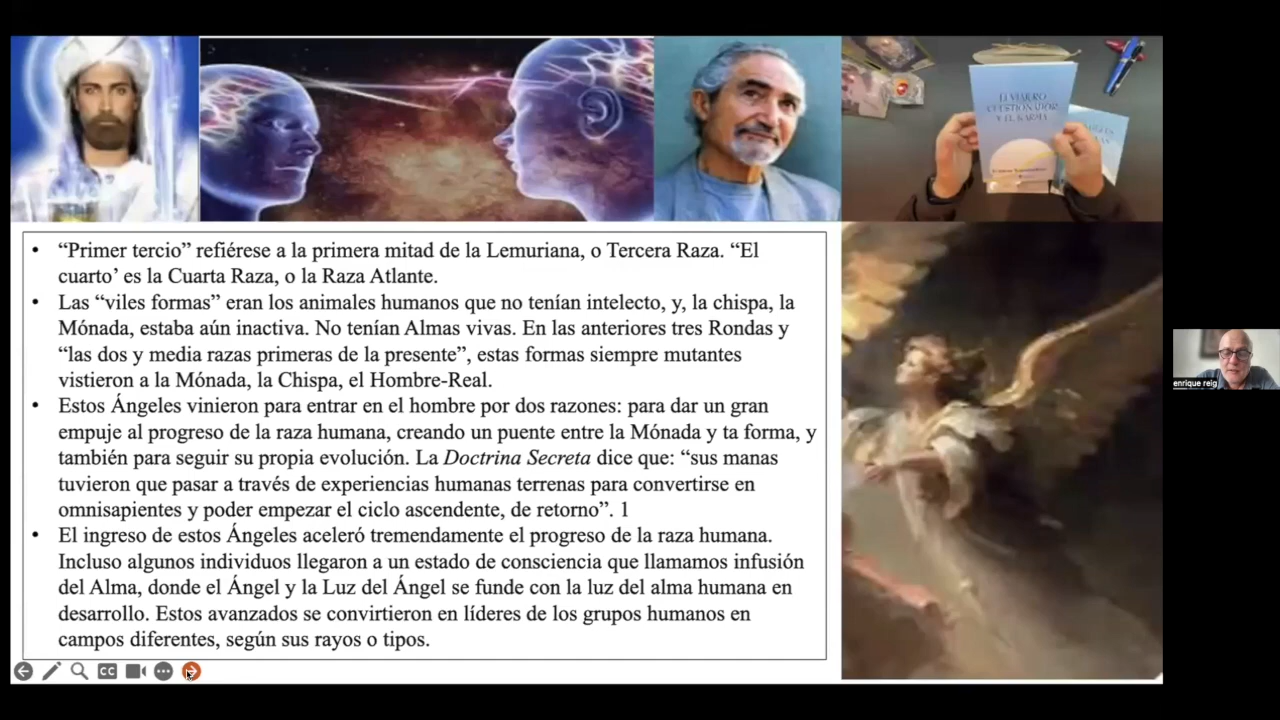 EL VIAJERO
CUESTIONADOR
Y EL KARMA
• “Primer tercio” refiérese a la primera mitad de la Lemuriana, o Tercera Raza. “El
cuarto’ es la Cuarta Raza, o la Raza Atlante.
• Las “viles formas” eran los animales humanos que no tenían intelecto, y, la chispa, la
Mónada, estaba aún inactiva. No tenían Almas vivas. En las anteriores tres Rondas y
“las dos y media razas primeras de la presente”, estas formas siempre mutantes
vistieron a la Mónada, la Chispa, el Hombre-Real.
• Estos Ángeles vinieron para entrar en el hombre por dos razones: para dar un gran
empuje al progreso de la raza humana, creando un puente entre la Mónada y ta forma, y
también para seguir su propia evolución. La Doctrina Secreta dice que: “sus manas
tuvieron que pasar a través de experiencias humanas terrenas para convertirse en
omnisapientes y poder empezar el ciclo ascendente, de retorno”. 1
• El ingreso de estos Ángeles aceleró tremendamente el progreso de la raza humana.
Incluso algunos individuos llegaron a un estado de consciencia que llamamos infusión
del Alma, donde el Ángel y la Luz del Ángel se funde con la luz del alma humana en
desarrollo. Estos avanzados se convirtieron en líderes de los grupos humanos en
campos diferentes, según sus rayos o tipos.
CC
enrique reig